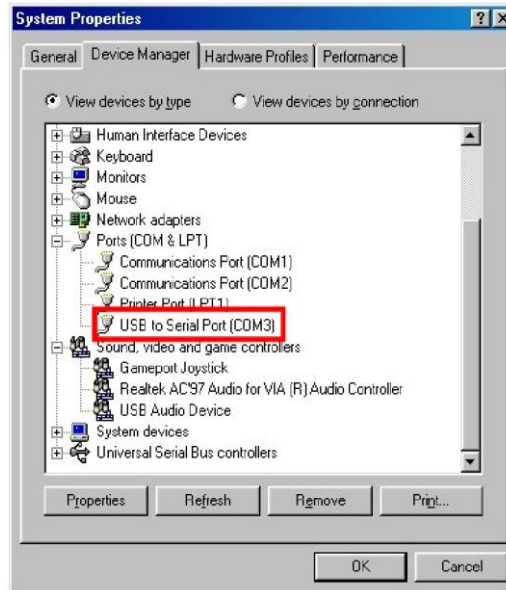 System Properties
? X
General Device Manager Hardware Profiles Performance
View devices by type View devices by connection
Human Interface Devices
Keyboard
Monitors
Mouse
Network adapters
Ports (COM & LPT)
Communications Port (COM1)
Communications Port (COM2)
Printer Port (LPT1)
USB to Serial Port (COM3)
Sound, video and game controllers
Gameport Joystick
Realtek AC'97 Audio for VIA (R) Audio Controller
USB Audio Device
System devices
Universal Serial Bus controllers
Properties Refresh Remove Print...
OK Cancel